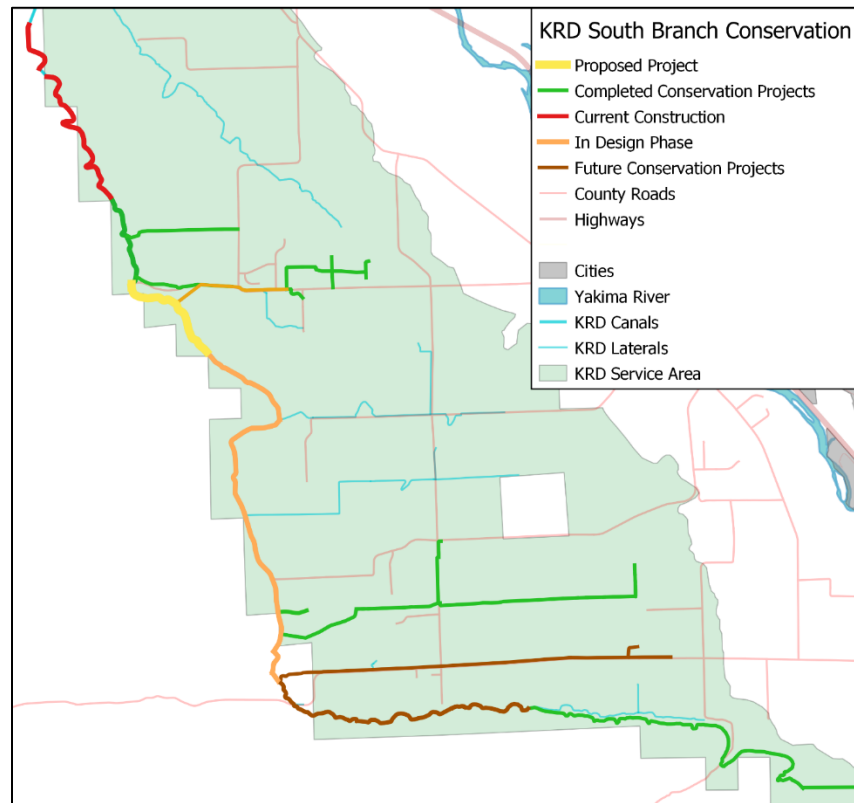 KRD South Branch Conservation
Proposed Project
Completed Conservation Projects
Current Construction
In Design Phase
Future Conservation Projects
County Roads
Highways
Cities
Yakima River
KRD Canals
KRD Laterals
KRD Service Area